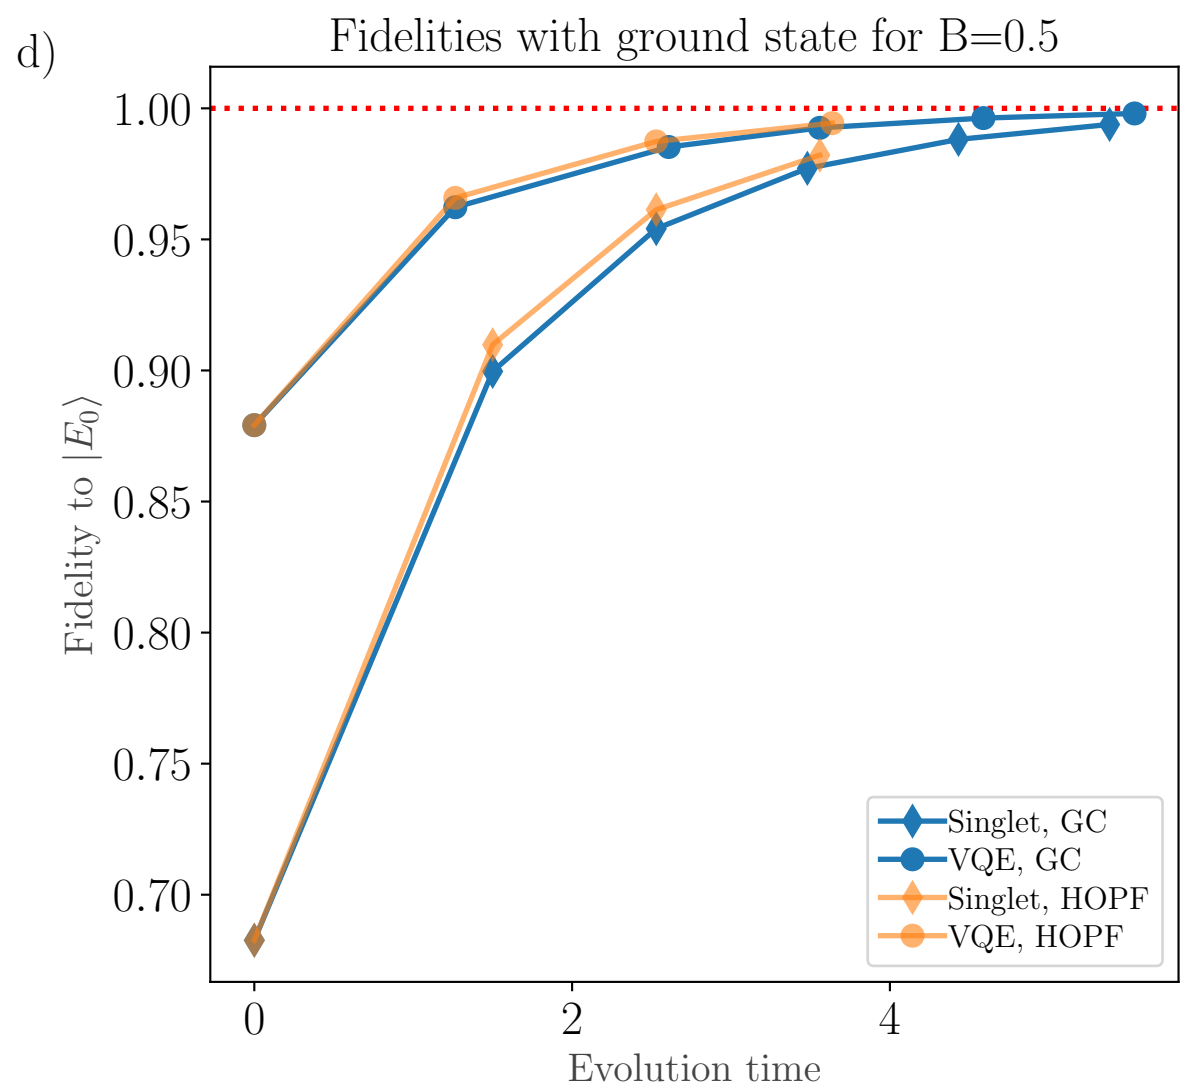 d)
Fidelities with ground state for B=0.5
1.00
0.95
0.90
0.85
0.80
0.75
0.70
Fidelity to |E₀⟩
0 2 4
Evolution time
Singlet, GC
VQE, GC
Singlet, HOPF
VQE, HOPF